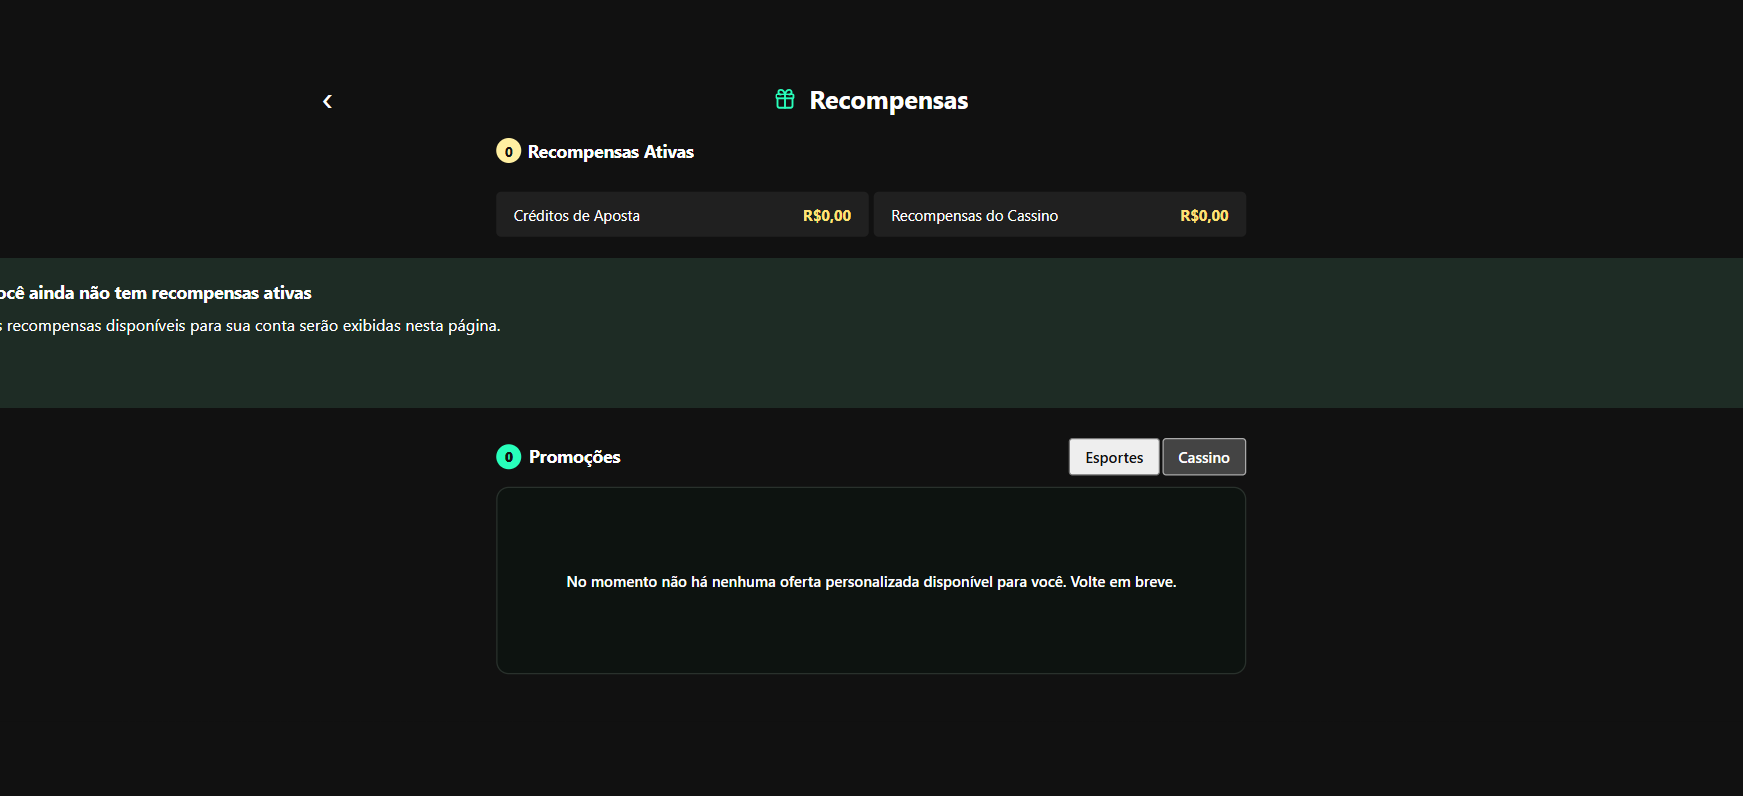 Recompensas
0 Recompensas Ativas
Créditos de Aposta R$0,00 Recompensas do Cassino R$0,00
ocê ainda não tem recompensas ativas
s recompensas disponíveis para sua conta serão exibidas nesta página.
0 Promoções Esportes Cassino
No momento não há nenhuma oferta personalizada disponível para você. Volte em breve.